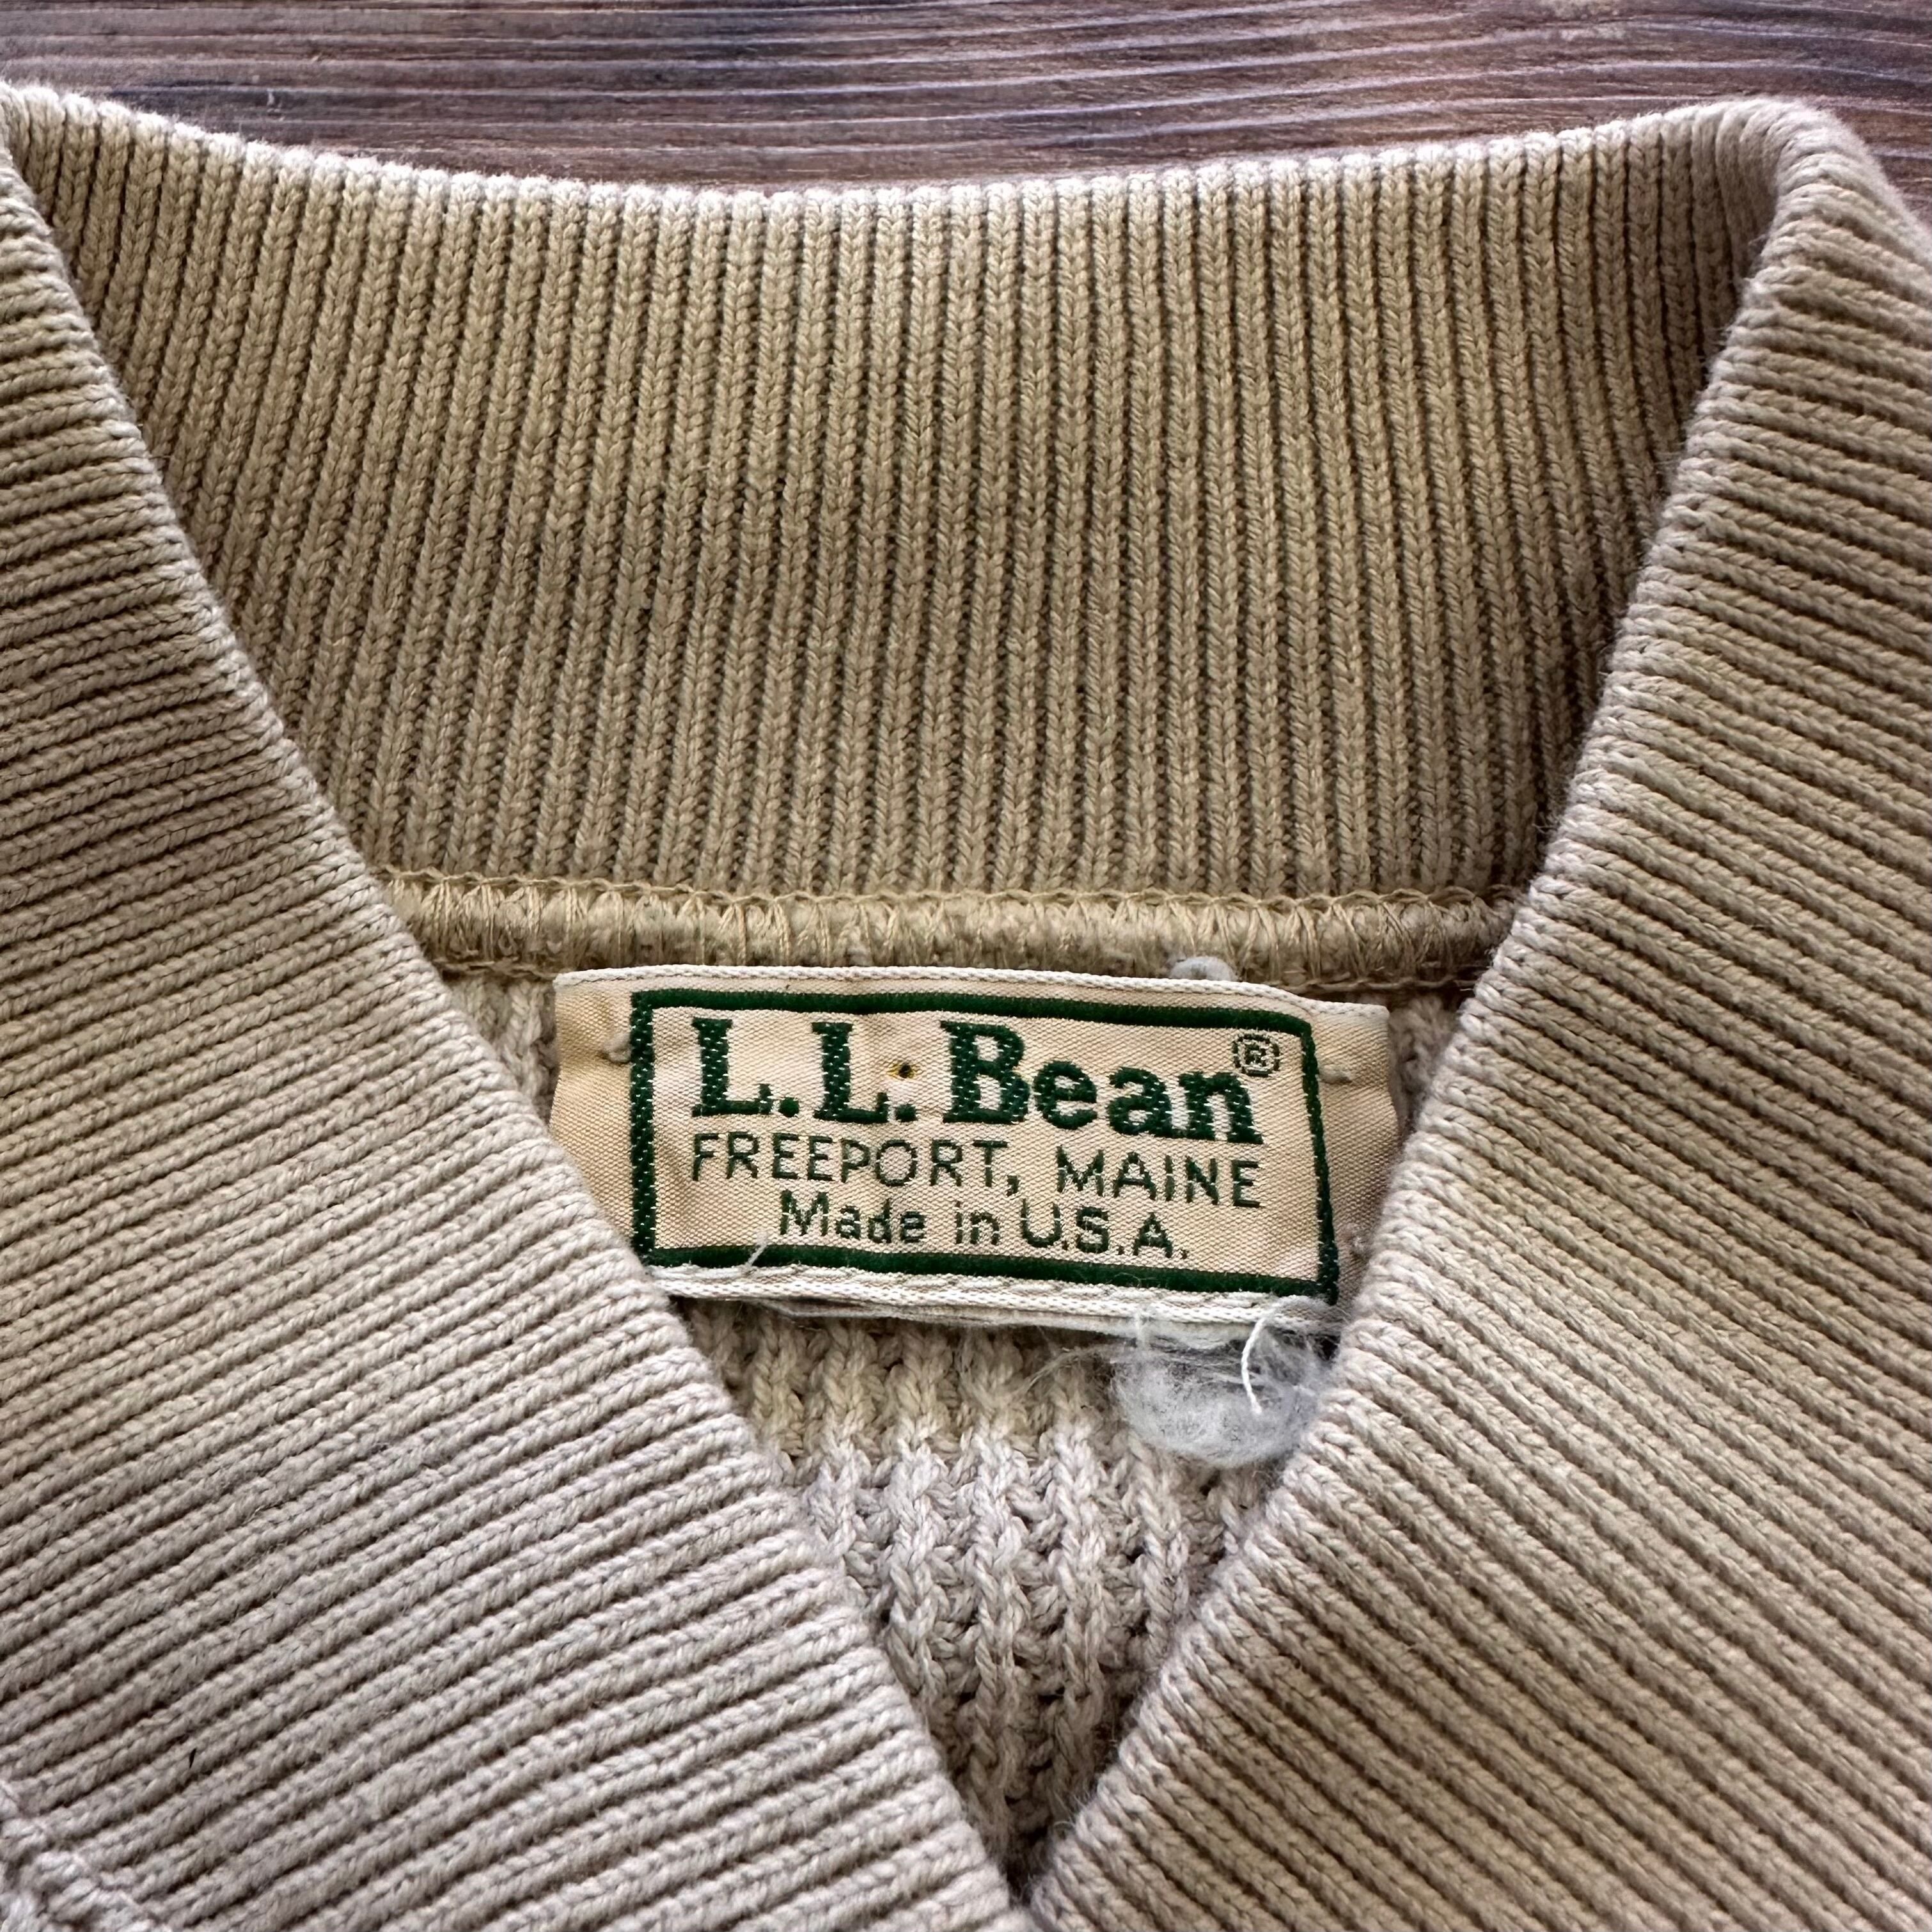 L.L.Bean®
FREEPORT, MAINE
Made in U.S.A.